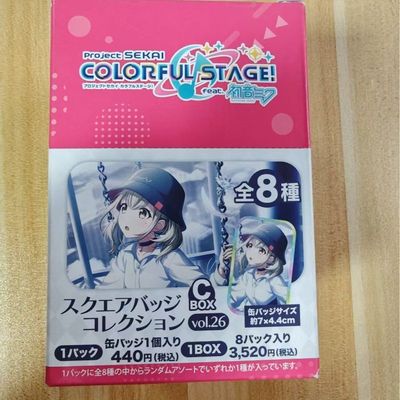 Project SEKAI
COLORFUL STAGE!
プロジェクトセカイ カラフルステージ!
feat. 初音ミク
全8種
スクエアバッジ
コレクション
C BOX
vol.26
缶バッジサイズ
約7×4.4cm
1パック 缶バッジ1個入り 440円(税込)
1BOX 8パック入り 3,520円(税込)
1パックに全8種の中からランダムアソートでいずれか1種が入っています。